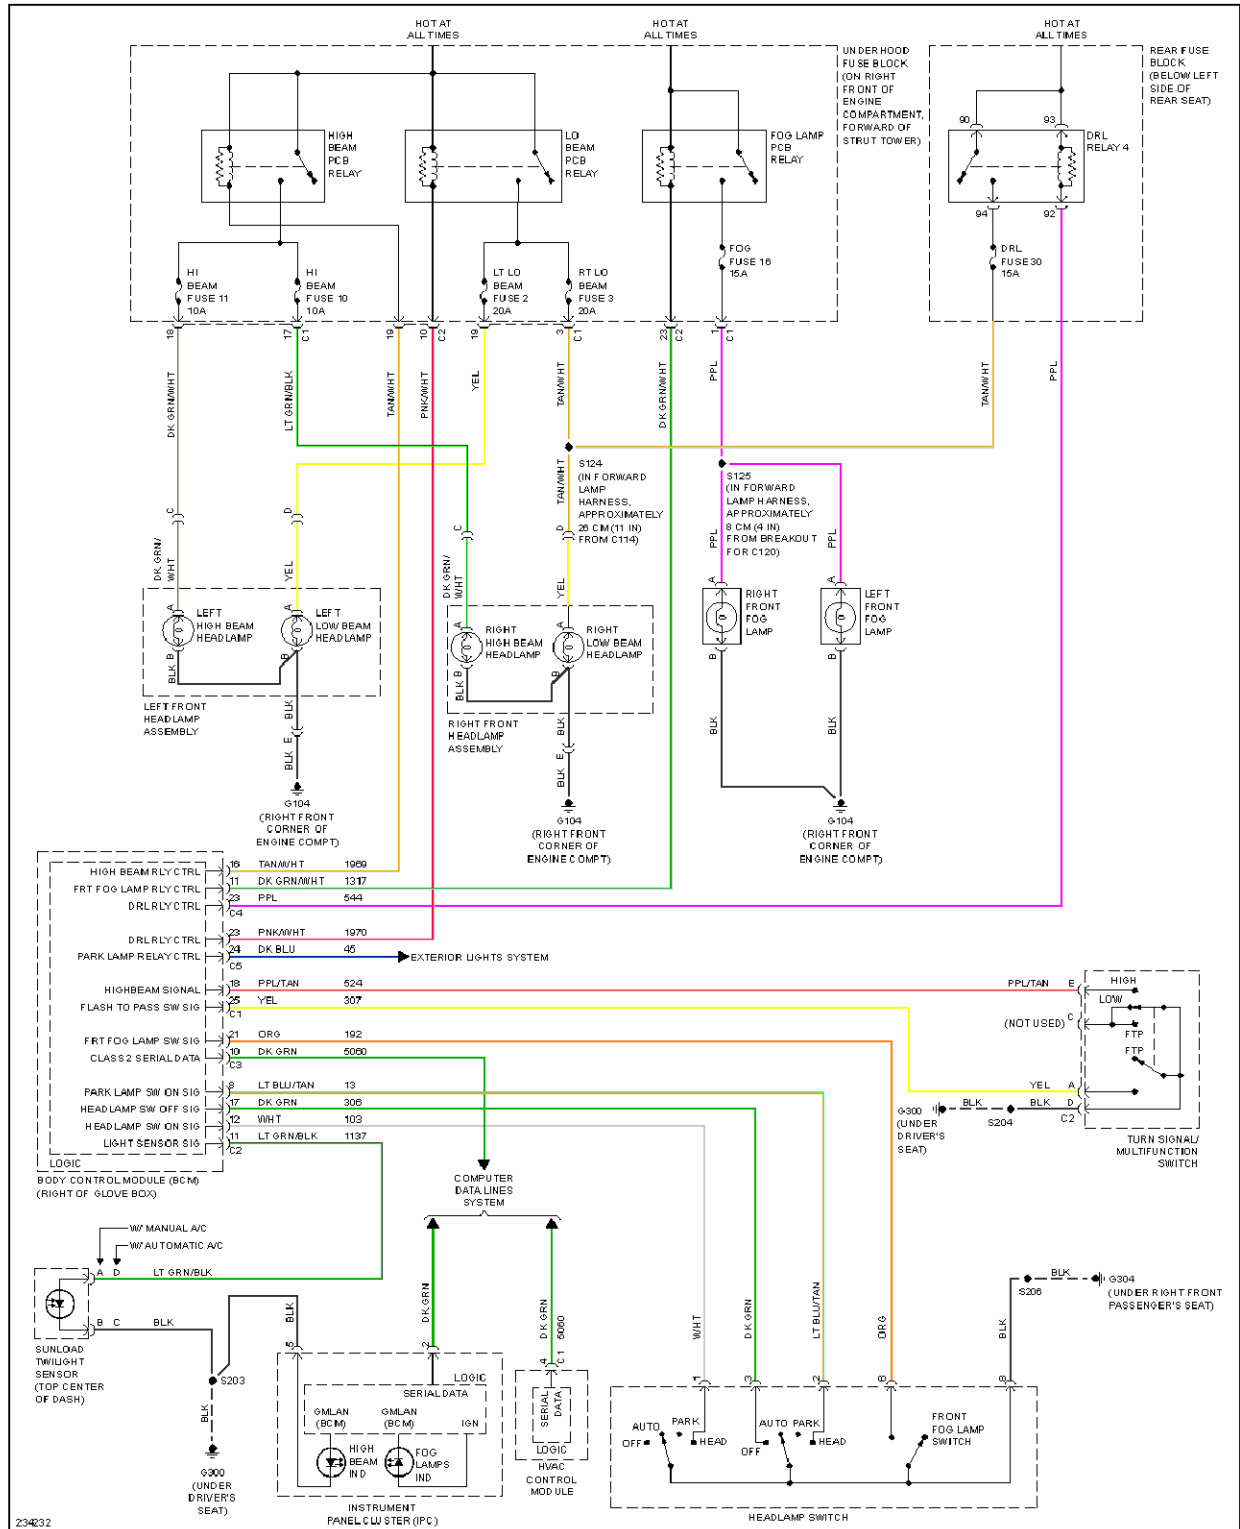 HOT AT
ALL TIMES
HOT AT
ALL TIMES
HOT AT
ALL TIMES
UNDERHOOD
FUSE BLOCK
(ON RIGHT
FRONT OF
ENGINE
COMPARTMENT,
FORWARD OF
STRUT TOWER)
REAR FUSE
BLOCK
(BELOW LEFT
SIDE OF
REAR SEAT)
HIGH
BEAM
PCB
RELAY
LO
BEAM
PCB
RELAY
FOG LAMP
PCB
RELAY
90
93
DRL
RELAY 4
94
92
HI
BEAM
FUSE 11
10A
HI
BEAM
FUSE 10
10A
LT LO
BEAM
FUSE 2
20A
RT LO
BEAM
FUSE 3
20A
FOG
FUSE 16
15A
DRL
FUSE 30
15A
18
17
C1
19
10
C2
19
3
C1
23
C2
1
C1
DK GRN/WHT
LT GRN/BLK
TAN/WHT
PNK/WHT
YEL
TAN/WHT
DK GRN/WHT
PPL
TAN/WHT
PPL
S124
(IN FORWARD
LAMP
HARNESS,
APPROXIMATELY
26 CM (11 IN)
FROM C114)
S125
(IN FORWARD
LAMP HARNESS,
APPROXIMATELY
8 CM (4 IN)
FROM BREAKOUT
FOR C120)
TAN/WHT
C
D
C
D
DK GRN/
WHT
YEL
DK GRN/
WHT
YEL
PPL
PPL
A
LEFT
HIGH BEAM
HEADLAMP
B
A
LEFT
LOW BEAM
HEADLAMP
B
A
RIGHT
HIGH BEAM
HEADLAMP
B
A
RIGHT
LOW BEAM
HEADLAMP
B
A
RIGHT
FRONT
FOG
LAMP
B
A
LEFT
FRONT
FOG
LAMP
B
BLK
BLK
LEFT FRONT
HEADLAMP
ASSEMBLY
RIGHT FRONT
HEADLAMP
ASSEMBLY
BLK
E
BLK
BLK
E
BLK
BLK
BLK
G104
(RIGHT FRONT
CORNER OF
ENGINE COMPT)
G104
(RIGHT FRONT
CORNER OF
ENGINE COMPT)
G104
(RIGHT FRONT
CORNER OF
ENGINE COMPT)
HIGH BEAM RLY CTRL 16 TAN/WHT 1969
FRT FOG LAMP RLY CTRL 11 DK GRN/WHT 1317
DRL RLY CTRL 23 PPL 544
C4
DRL RLY CTRL 23 PNK/WHT 1970
PARK LAMP RELAY CTRL 24 DK BLU 45 EXTERIOR LIGHTS SYSTEM
C5
HIGHBEAM SIGNAL 18 PPL/TAN 524 PPL/TAN E
FLASH TO PASS SW SIG 25 YEL 307
C1
FRT FOG LAMP SW SIG 21 ORG 192
CLASS 2 SERIAL DATA 10 DK GRN 5060
C3
PARK LAMP SW ON SIG 8 LT BLU/TAN 13
HEADLAMP SW OFF SIG 17 DK GRN 306
HEADLAMP SW ON SIG 12 WHT 103
LIGHT SENSOR SIG 11 LT GRN/BLK 1137
C2
LOGIC
BODY CONTROL MODULE (BCM)
(RIGHT OF GLOVE BOX)
HIGH
LOW
(NOT USED) C
FTP
FTP
YEL A
BLK
BLK D
C2
S204
G300
(UNDER
DRIVER'S
SEAT)
TURN SIGNAL/
MULTIFUNCTION
SWITCH
COMPUTER
DATA LINES
SYSTEM
W/ MANUAL A/C
W/ AUTOMATIC A/C
A D LT GRN/BLK
B C BLK
SUNLOAD
TWILIGHT
SENSOR
(TOP CENTER
OF DASH)
S203
BLK
G300
(UNDER
DRIVER'S
SEAT)
BLK
5
DK GRN
2
LOGIC
SERIAL DATA
GMLAN
(BCM)
GMLAN
(BCM)
IGN
HIGH
BEAM
IND
FOG
LAMPS
IND
INSTRUMENT
PANEL CLUSTER (IPC)
DK GRN
5060
4
C1
SERIAL
DATA
LOGIC
HVAC
CONTROL
MODULE
WHT
DK GRN
LT BLU/TAN
ORG
BLK
1
3
2
6
8
BLK
S206
G304
(UNDER RIGHT FRONT
PASSENGER'S SEAT)
AUTO
PARK
OFF
HEAD
AUTO
PARK
OFF
HEAD
FRONT
FOG LAMP
SWITCH
HEADLAMP SWITCH
234232